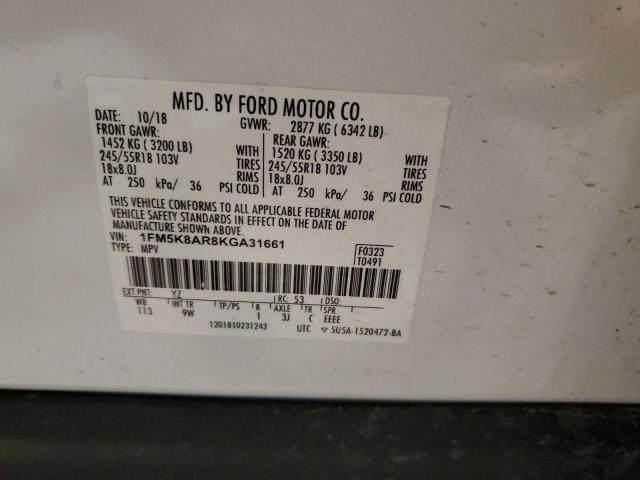 MFD. BY FORD MOTOR CO.
DATE: 10/18 GVWR: 2877 KG ( 6342 LB)
FRONT GAWR: REAR GAWR:
1452 KG ( 3200 LB) WITH 1520 KG ( 3350 LB) WITH
245/55R18 103V TIRES 245/55R18 103V TIRES
18x8.0J RIMS 18x8.0J RIMS
AT 250 kPa/ 36 PSI COLD AT 250 kPa/ 36 PSI COLD
THIS VEHICLE CONFORMS TO ALL APPLICABLE FEDERAL MOTOR
VEHICLE SAFETY STANDARDS IN EFFECT ON THE DATE OF
MANUFACTURE SHOWN ABOVE.
VIN: 1FM5K8AR8KGA31661 F0323
TYPE: MPV T0491
EXT PNT: YZ RC: 53 DSO:
WB INT TR TP/PS R AXLE TR SPR
113 9W 1 3J C EEEE
1201810231243 UTC ▽ 5U5A-1520472-BA